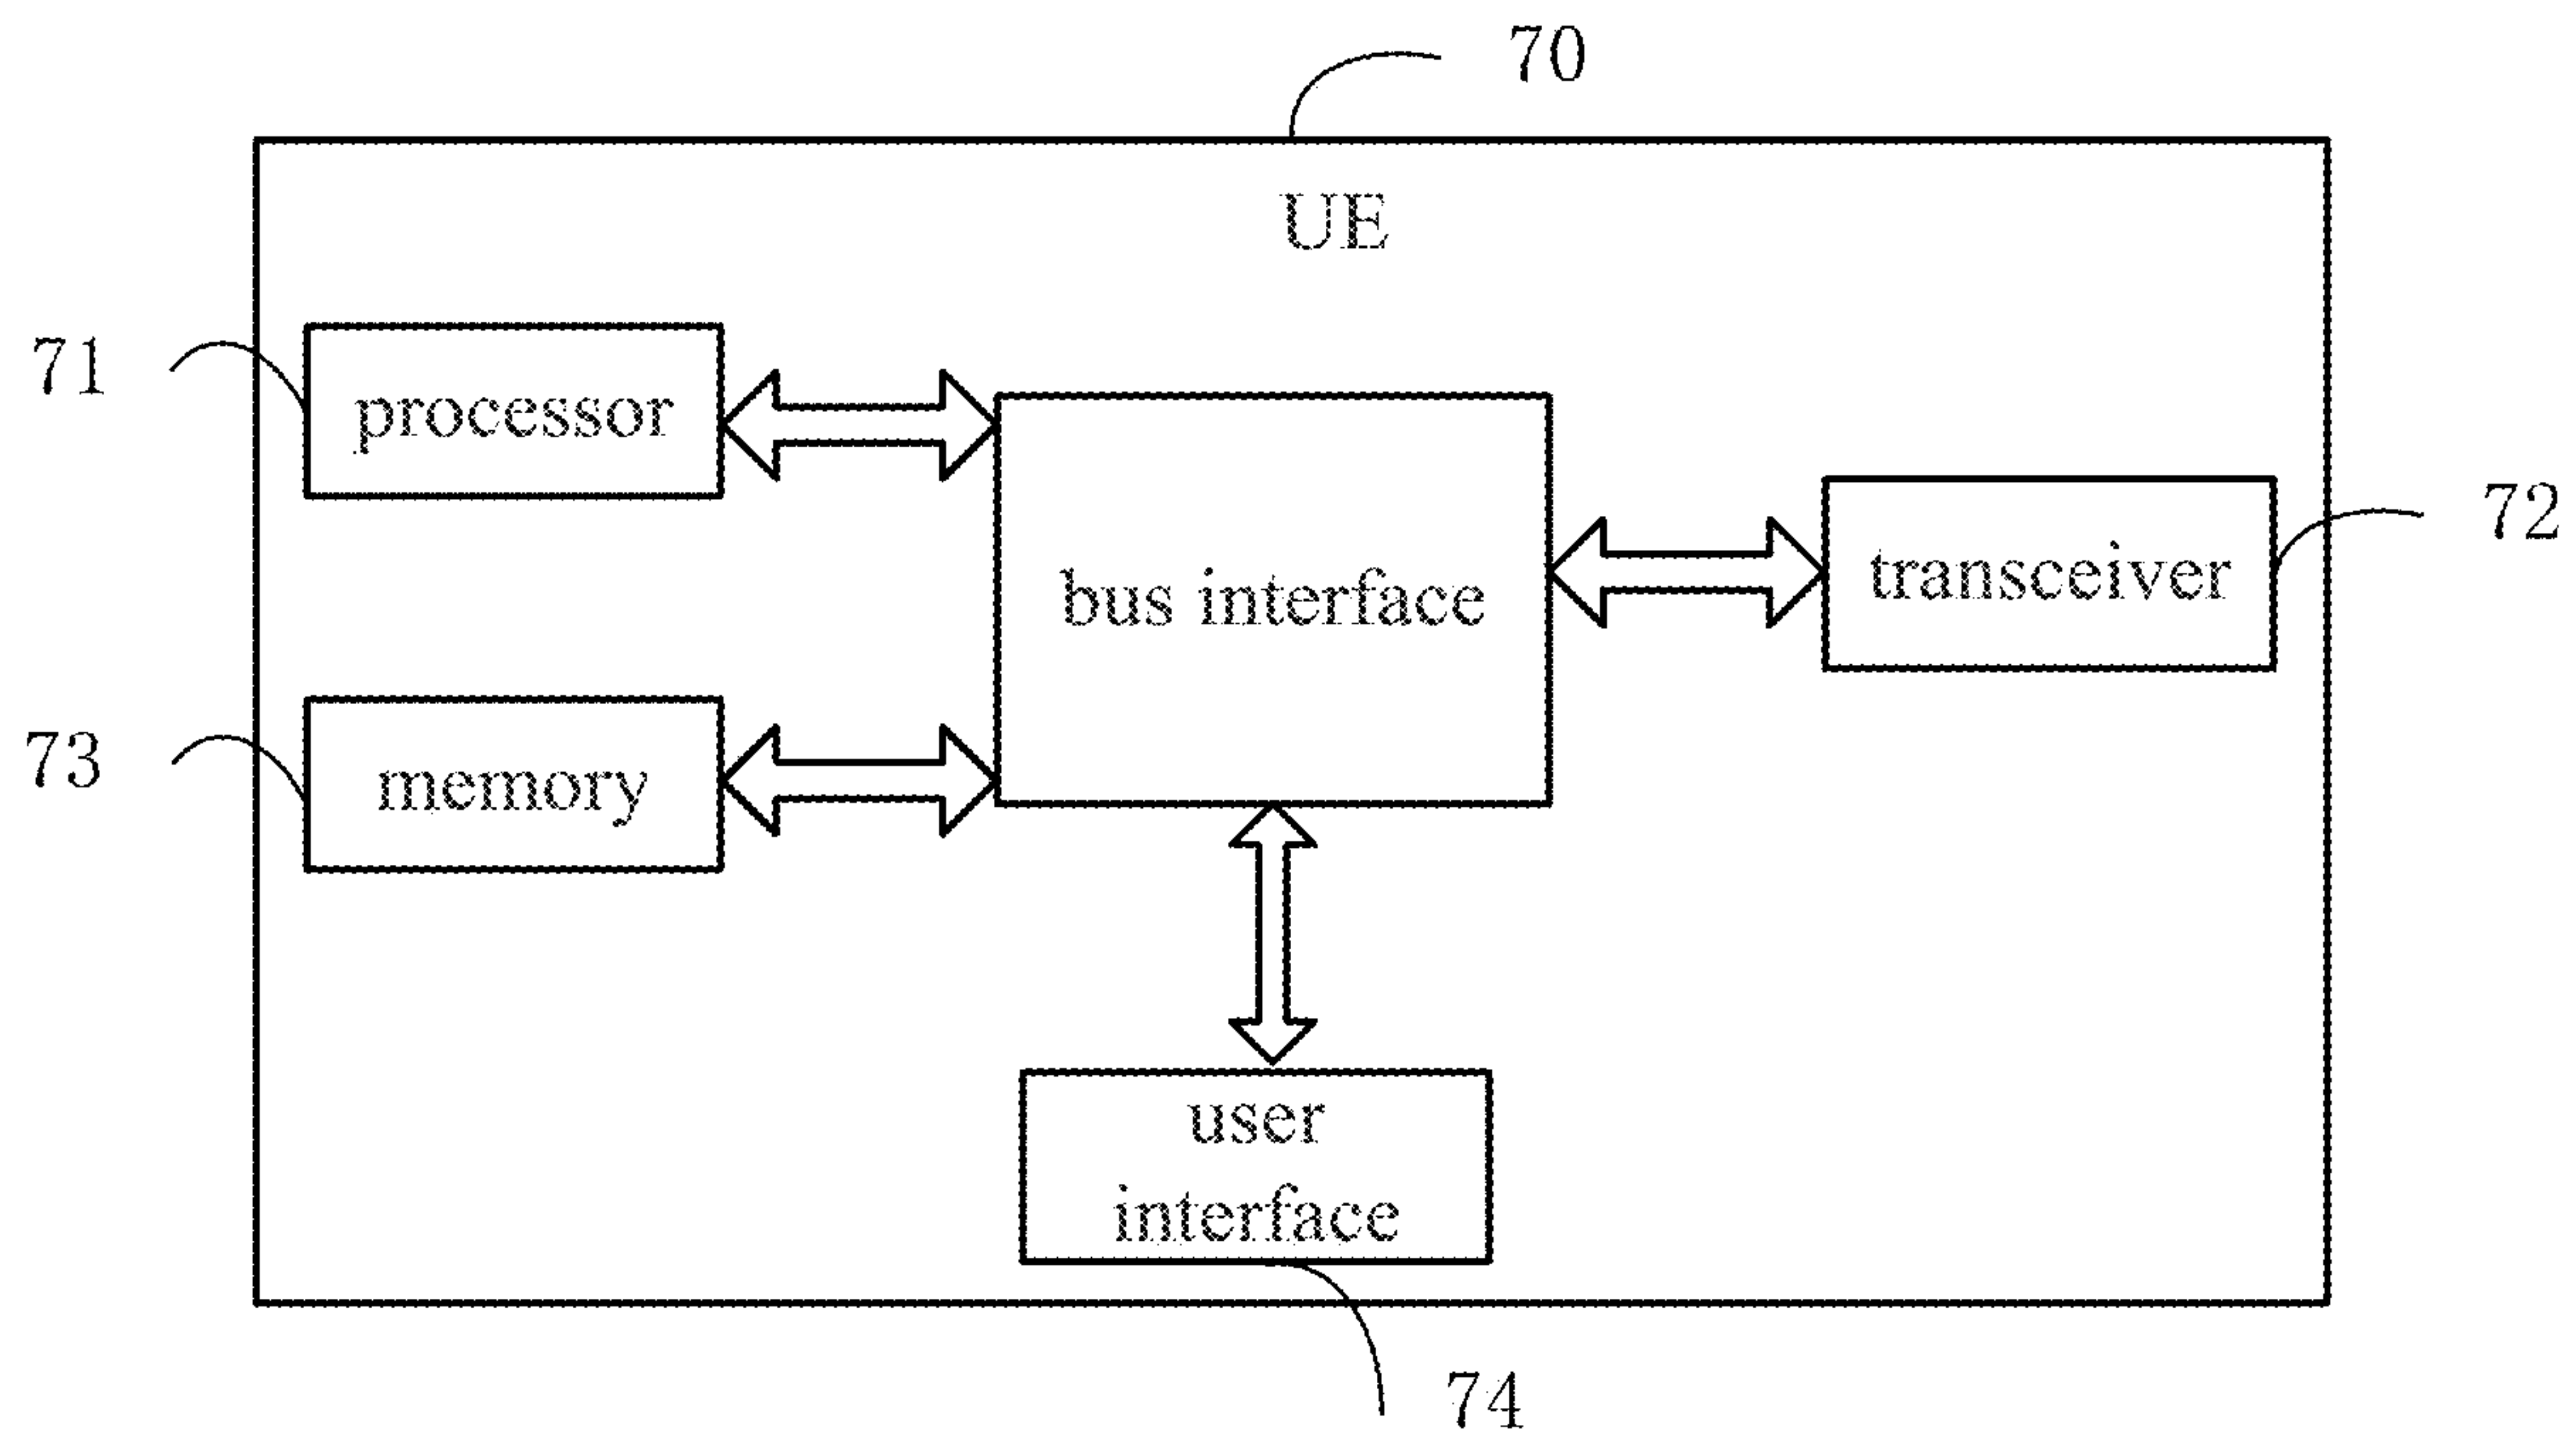 70
UE
71
processor
bus interface
transceiver
72
73
memory
user
interface
74